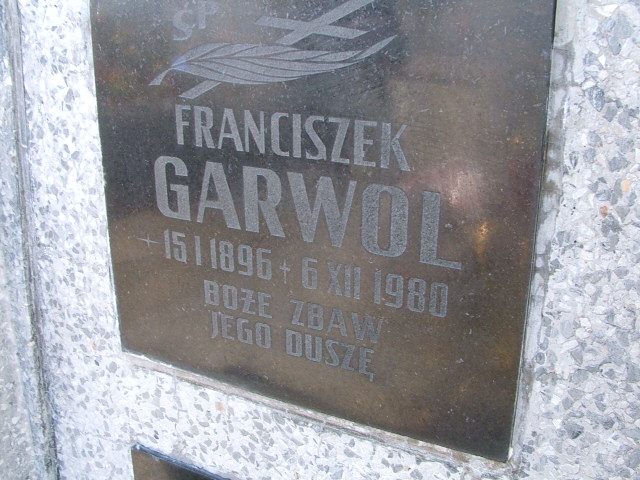 ŚP
FRANCISZEK
GARWOL
+ 15 I 1896 + 6 XII 1980
BOŻE ZBAW
JEGO DUSZĘ